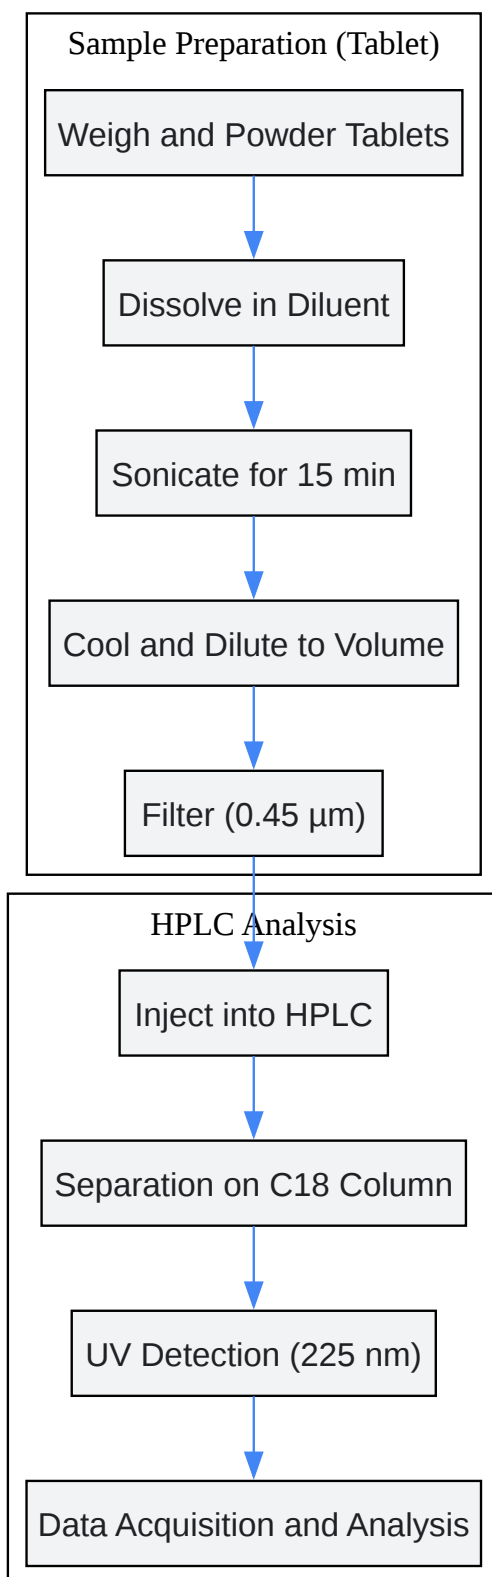 Sample Preparation (Tablet)
Weigh and Powder Tablets
Dissolve in Diluent
Sonicate for 15 min
Cool and Dilute to Volume
Filter (0.45 µm)
HPLC Analysis
Inject into HPLC
Separation on C18 Column
UV Detection (225 nm)
Data Acquisition and Analysis